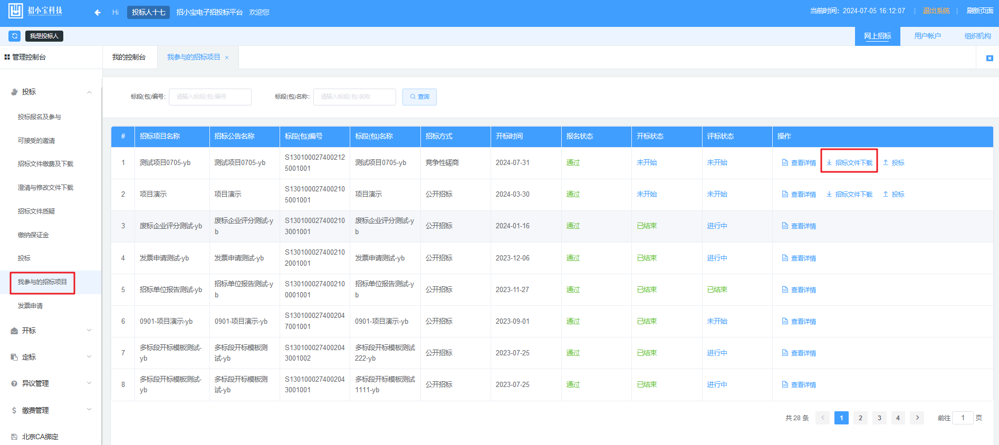 招小宝科技
Hi 投标人十七 招小宝电子招投标平台 欢迎您
当前时间：2024-07-05 16:12:07 | 退出系统 | 刷新页面
我是投标人
网上招标 用户帐户 组织机构
管理控制台
我的控制台 我参与的招标项目 ×
投标
投标报名及参与
可接受的邀请
招标文件缴费及下载
澄清与修改文件下载
招标文件质疑
缴纳保证金
投标
我参与的招标项目
发票申请
开标
定标
异议管理
缴费管理
北京CA绑定
标段(包)编号: 请输入标段(包)编号 标段(包)名称: 请输入标段(包)名称 查询
# 招标项目名称 招标公告名称 标段(包)编号 标段(包)名称 招标方式 开标时间 报名状态 开标状态 评标状态 操作
1 测试项目0705-yb 测试项目0705-yb S130100027400212
5001001 测试项目0705-yb 竞争性磋商 2024-07-31 通过 未开始 未开始 查看详情 招标文件下载 投标
2 项目演示 项目演示 S130100027400210
5001001 项目演示 公开招标 2024-03-30 通过 未开始 未开始 查看详情 招标文件下载 投标
3 废标企业评分测试-yb 废标企业评分测试-y
b S130100027400210
3001001 废标企业评分测试-y
b 公开招标 2024-01-16 通过 已结束 进行中 查看详情
4 发票申请测试-yb 发票申请测试-yb S130100027400210
2001001 发票申请测试-yb 公开招标 2023-12-06 通过 已结束 进行中 查看详情
5 招标单位报告测试-yb 招标单位报告测试-y
b S130100027400210
0001001 招标单位报告测试-y
b 公开招标 2023-11-27 通过 已结束 已结束 查看详情
6 0901-项目演示-yb 0901-项目演示-yb S130100027400204
7001001 0901-项目演示-yb 公开招标 2023-09-01 通过 已结束 未开始 查看详情
7 多标段开标模板测试-
yb 多标段开标模板测
试-yb S130100027400204
3001002 多标段开标模板测试
222-yb 公开招标 2023-07-25 通过 已结束 进行中 查看详情
8 多标段开标模板测试-
yb 多标段开标模板测
试-yb S130100027400204
3001001 多标段开标模板测试
1111-yb 公开招标 2023-07-25 通过 已结束 进行中 查看详情
共 28 条 < 1 2 3 4 > 前往 1 页